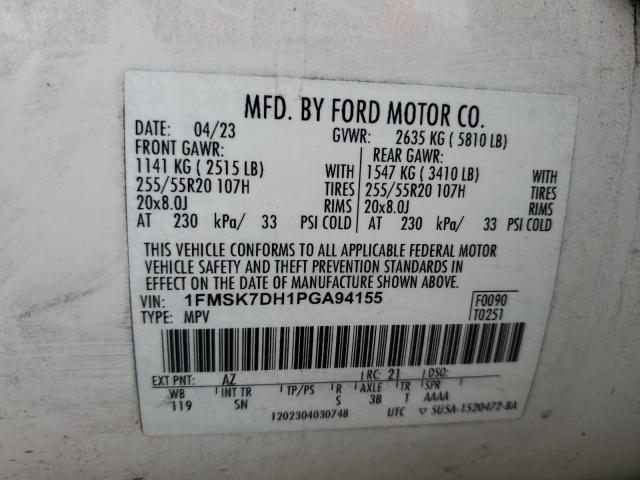 MFD. BY FORD MOTOR CO.
DATE: 04/23 GVWR: 2635 KG ( 5810 LB)
FRONT GAWR: REAR GAWR:
1141 KG ( 2515 LB) WITH 1547 KG ( 3410 LB) WITH
255/55R20 107H TIRES 255/55R20 107H TIRES
20x8.0J RIMS 20x8.0J RIMS
AT 230 kPa/ 33 PSI COLD AT 230 kPa/ 33 PSI COLD
THIS VEHICLE CONFORMS TO ALL APPLICABLE FEDERAL MOTOR
VEHICLE SAFETY AND THEFT PREVENTION STANDARDS IN
EFFECT ON THE DATE OF MANUFACTURE SHOWN ABOVE.
VIN: 1FMSK7DH1PGA94155 F0090
TYPE: MPV T0251
EXT PNT: AZ RC: 21 DSO:
WB INT TR TP/PS R AXLE TR SPR
119 SN S 3B T AAAA
1202304030748 UTC ▽ SU5A-1520472-BA